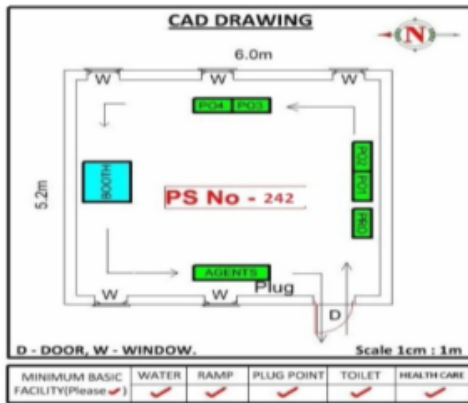 CAD DRAWING
N
6.0m
W W W
PO4 PO3
5.2m
BOOTH
PO2
PO1
PS No - 242
PRO
AGENTS
Plug
W W
D
D - DOOR, W - WINDOW. Scale 1cm : 1m
MINIMUM BASIC FACILITY(Please ✓) WATER RAMP PLUG POINT TOILET HEALTH CARE
✓ ✓ ✓ ✓ ✓